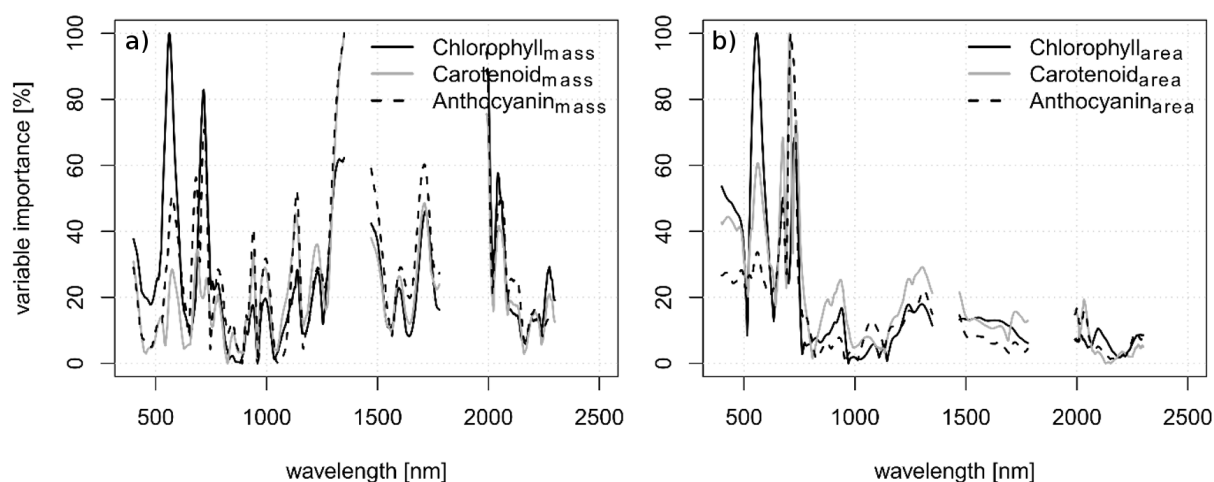 a)
Chlorophyllmass
Carotenoidmass
Anthocyaninmass
variable importance [%]
100
80
60
40
20
0
500 1000 1500 2000 2500
wavelength [nm]
b)
Chlorophyllarea
Carotenoidarea
Anthocyaninarea
100
80
60
40
20
0
500 1000 1500 2000 2500
wavelength [nm]